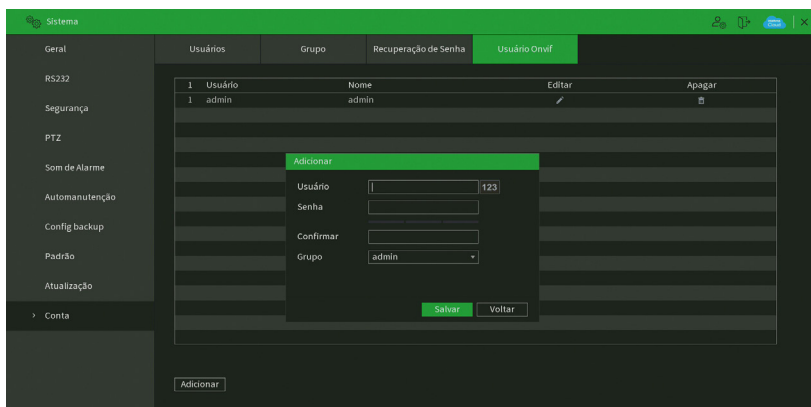 Sistema
Geral
RS232
Segurança
PTZ
Som de Alarme
Automanutenção
Config backup
Padrão
Atualização
> Conta
Usuários Grupo Recuperação de Senha Usuário Onvif
1 Usuário Nome Editar Apagar
1 admin admin
Adicionar
Usuário 123
Senha
Confirmar
Grupo admin
Salvar Voltar
Adicionar